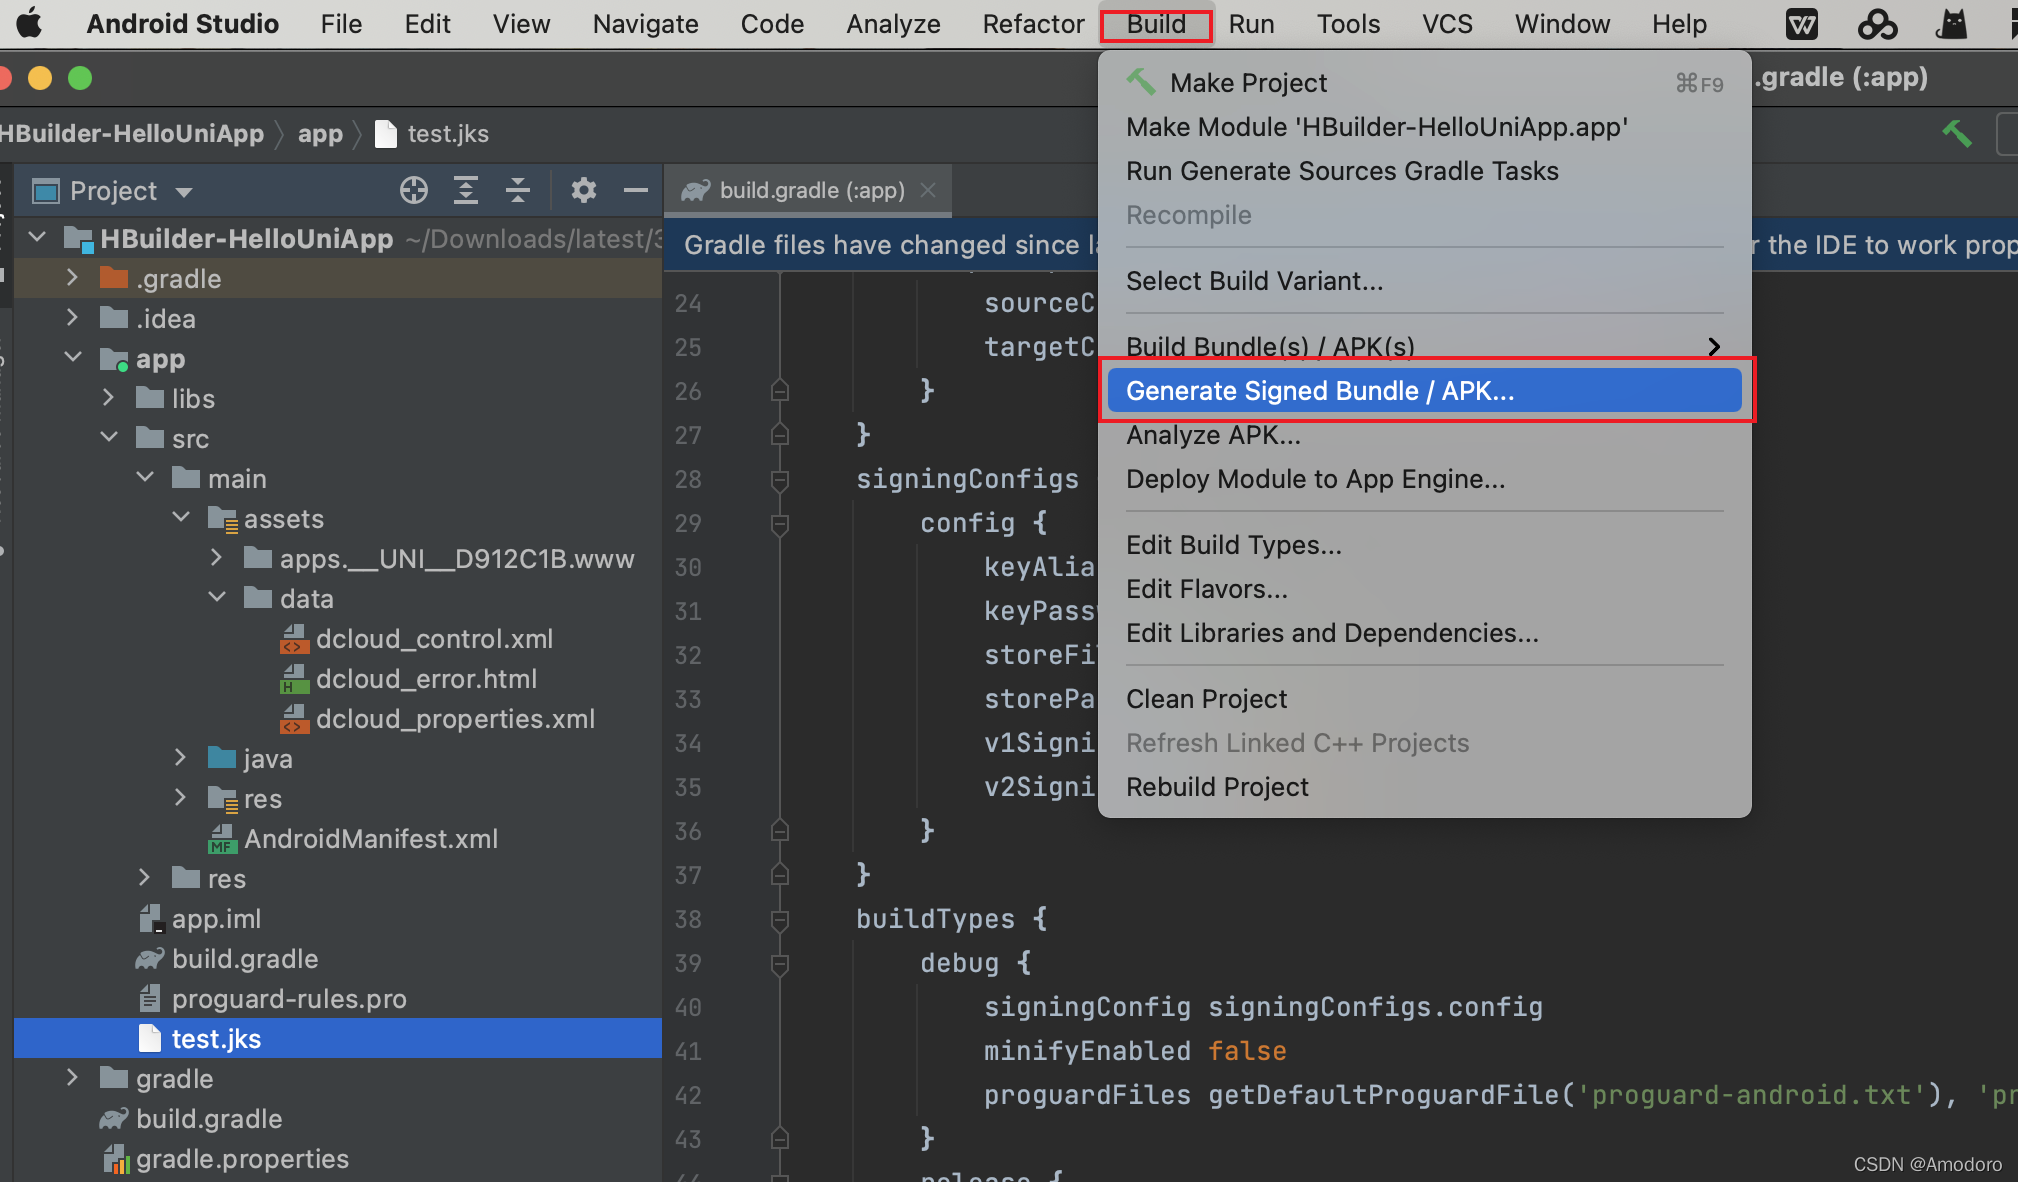 Android Studio File Edit View Navigate Code Analyze Refactor Build Run Tools VCS Window Help
.gradle (:app)
HBuilder-HelloUniApp app test.jks
Project
build.gradle (:app)
Gradle files have changed since
r the IDE to work prop
HBuilder-HelloUniApp ~/Downloads/latest/3
.gradle
.idea
app
libs
src
main
assets
apps.__UNI__D912C1B.www
data
dcloud_control.xml
dcloud_error.html
dcloud_properties.xml
java
res
AndroidManifest.xml
res
app.iml
build.gradle
proguard-rules.pro
test.jks
gradle
build.gradle
gradle.properties
Make Project ⌘F9
Make Module 'HBuilder-HelloUniApp.app'
Run Generate Sources Gradle Tasks
Recompile
Select Build Variant...
Build Bundle(s) / APK(s)
Generate Signed Bundle / APK...
Analyze APK...
Deploy Module to App Engine...
Edit Build Types...
Edit Flavors...
Edit Libraries and Dependencies...
Clean Project
Refresh Linked C++ Projects
Rebuild Project
24 sourceC
25 targetC
26 }
27 }
28 signingConfigs
29 config {
30 keyAlia
31 keyPass
32 storeFi
33 storePa
34 v1Signi
35 v2Signi
36 }
37 }
38 buildTypes {
39 debug {
40 signingConfig signingConfigs.config
41 minifyEnabled false
42 proguardFiles getDefaultProguardFile('proguard-android.txt'), 'pr
43 }
release {
CSDN @Amodoro